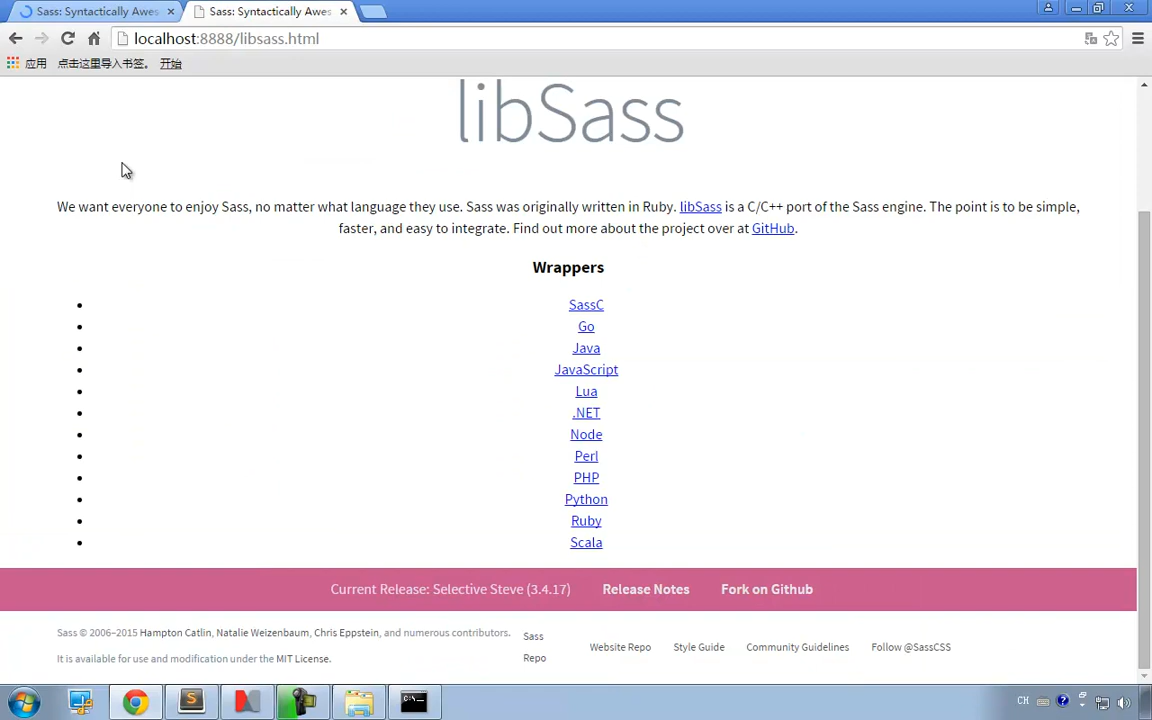 Sass: Syntactically Awes
Sass: Syntactically Awes
localhost:8888/libsass.html
应用 点击这里导入书签。 开始
libSass
We want everyone to enjoy Sass, no matter what language they use. Sass was originally written in Ruby. libSass is a C/C++ port of the Sass engine. The point is to be simple,
faster, and easy to integrate. Find out more about the project over at GitHub.
Wrappers
SassC
Go
Java
JavaScript
Lua
.NET
Node
Perl
PHP
Python
Ruby
Scala
Current Release: Selective Steve (3.4.17) Release Notes Fork on Github
Sass © 2006–2015 Hampton Catlin, Natalie Weizenbaum, Chris Eppstein, and numerous contributors.
It is available for use and modification under the MIT License.
Sass
Repo
Website Repo Style Guide Community Guidelines Follow @SassCSS
CH